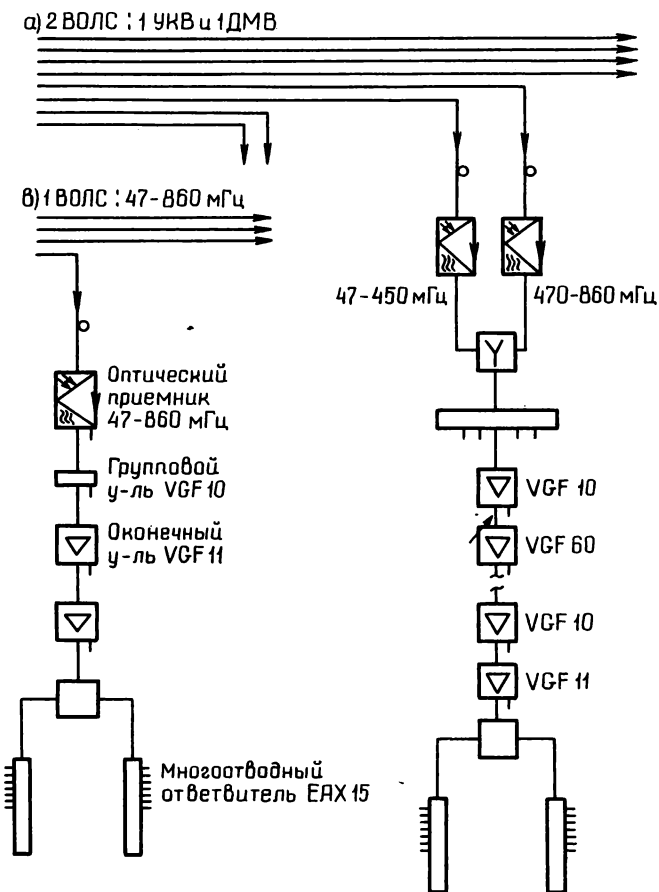 а) 2 ВОЛС : 1 УКВ и 1 ДМВ
в) 1 ВОЛС : 47-860 мГц
47-450 мГц
470-860 мГц
Оптический
приемник
47-860 мГц
Групповой
у-ль VGF 10
Оконечный
у-ль VGF 11
VGF 10
VGF 60
VGF 10
VGF 11
Многоотводный
ответвитель ЕАХ 15